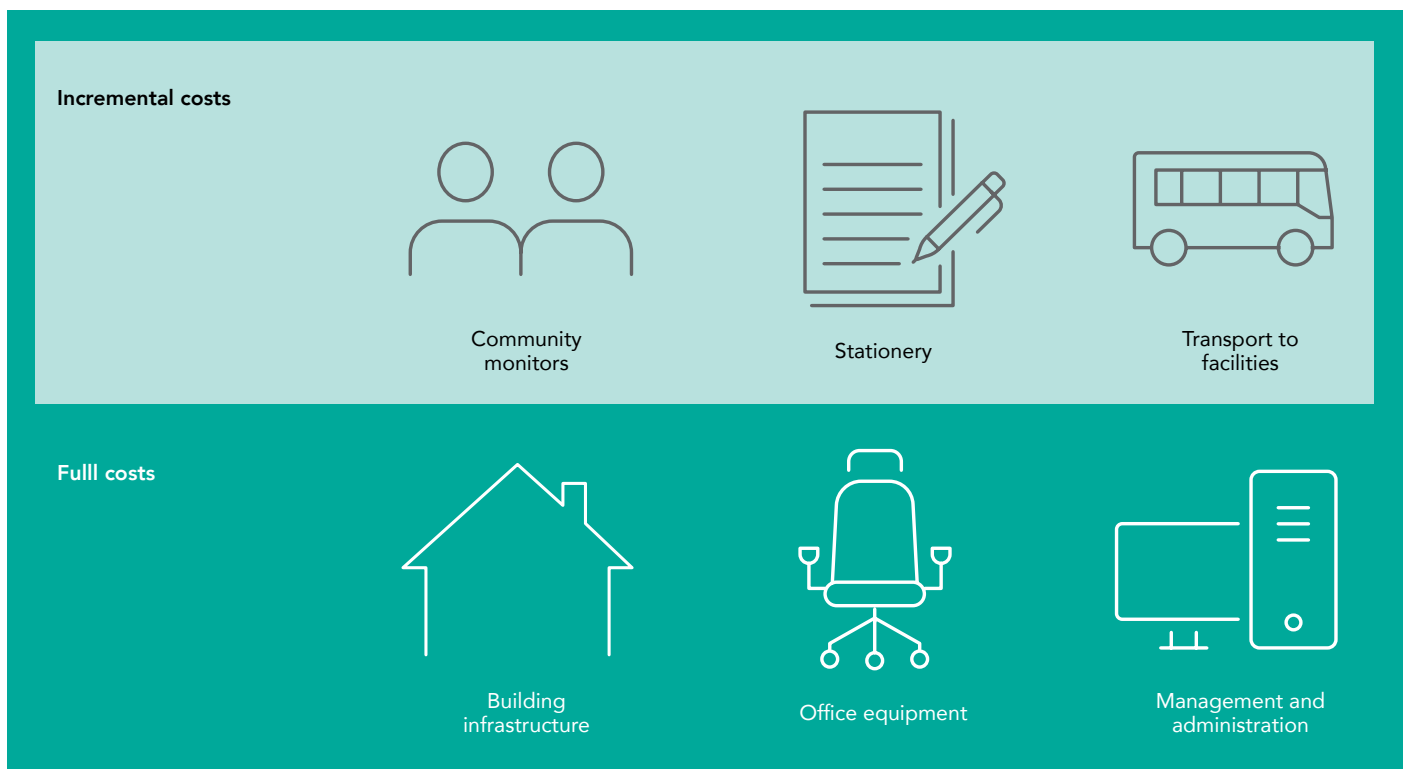 Incremental costs
Community
monitors
Stationery
Transport to
facilities
Fulll costs
Building
infrastructure
Office equipment
Management and
administration